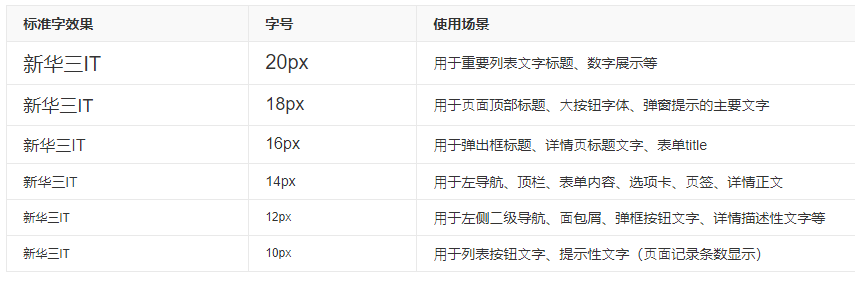 标准字效果 字号 使用场景
新华三IT 20px 用于重要列表文字标题、数字展示等
新华三IT 18px 用于页面顶部标题、大按钮字体、弹窗提示的主要文字
新华三IT 16px 用于弹出框标题、详情页标题文字、表单title
新华三IT 14px 用于左导航、顶栏、表单内容、选项卡、页签、详情正文
新华三IT 12px 用于左侧二级导航、面包屑、弹框按钮文字、详情描述性文字等
新华三IT 10px 用于列表按钮文字、提示性文字（页面记录条数显示）